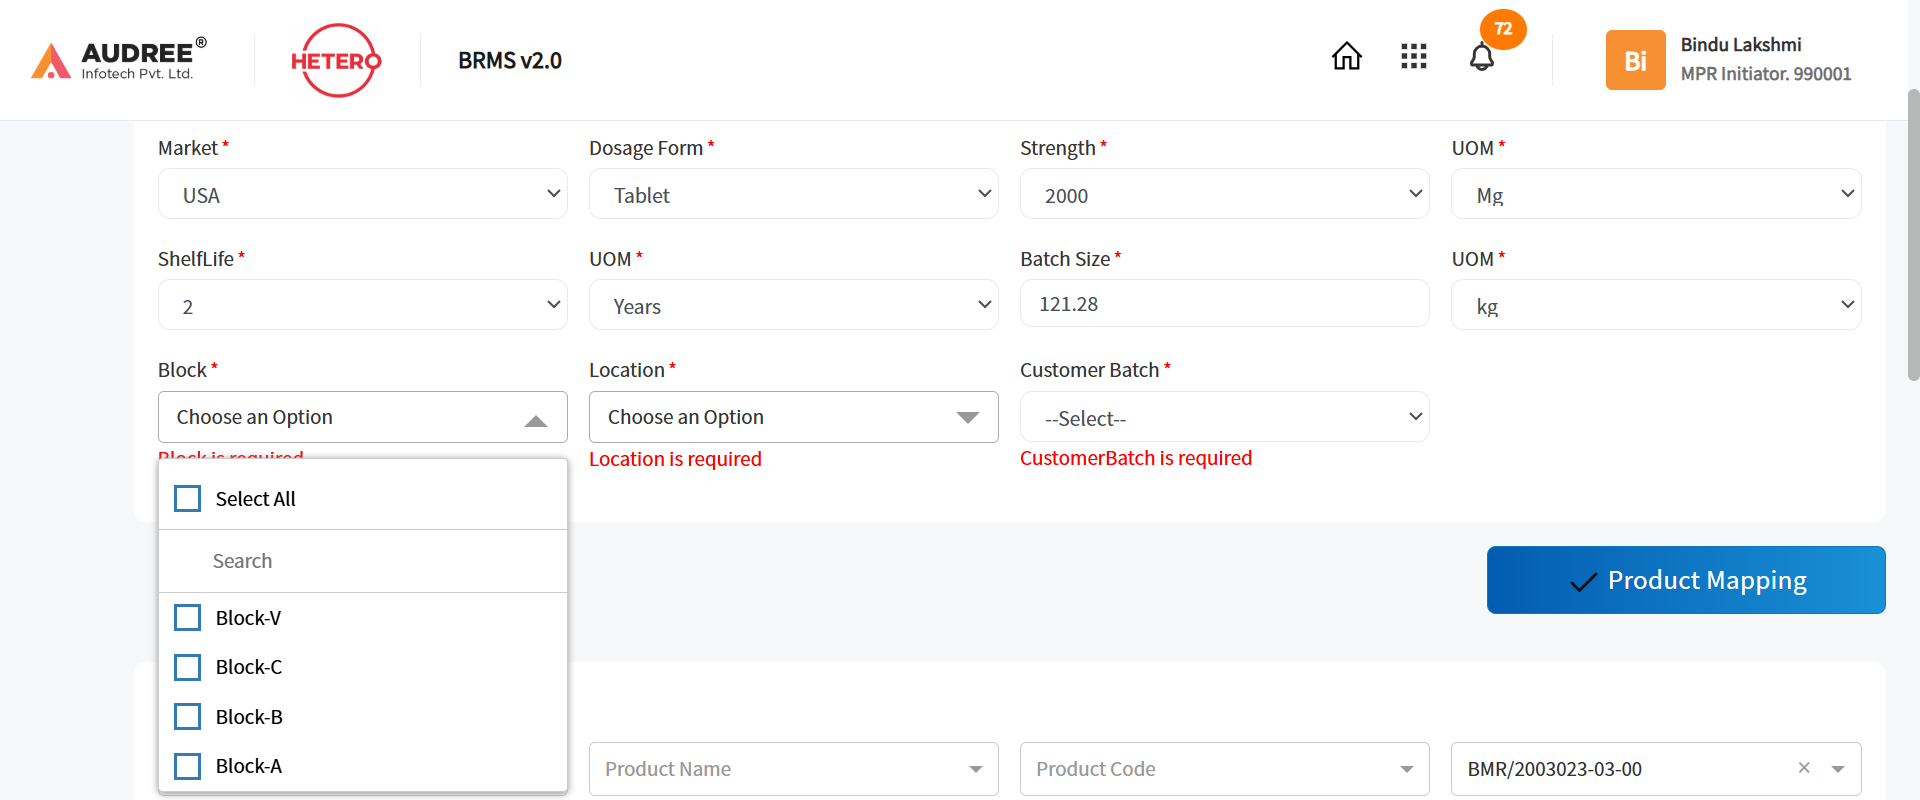 AUDREE®
Infotech Pvt. Ltd.
HETERO
BRMS v2.0
72
Bi
Bindu Lakshmi
MPR Initiator. 990001
Market *
Dosage Form *
Strength *
UOM *
USA
Tablet
2000
Mg
ShelfLife *
UOM *
Batch Size *
UOM *
2
Years
121.28
kg
Block *
Location *
Customer Batch *
Choose an Option
Choose an Option
--Select--
Block is required
Location is required
CustomerBatch is required
Select All
Search
Block-V
Block-C
Block-B
Block-A
Product Mapping
Product Name
Product Code
BMR/2003023-03-00